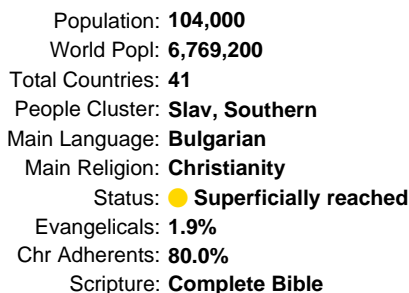 Population: 104,000
World Popl: 6,769,200
Total Countries: 41
People Cluster: Slav, Southern
Main Language: Bulgarian
Main Religion: Christianity
Status: Superficially reached
Evangelicals: 1.9%
Chr Adherents: 80.0%
Scripture: Complete Bible